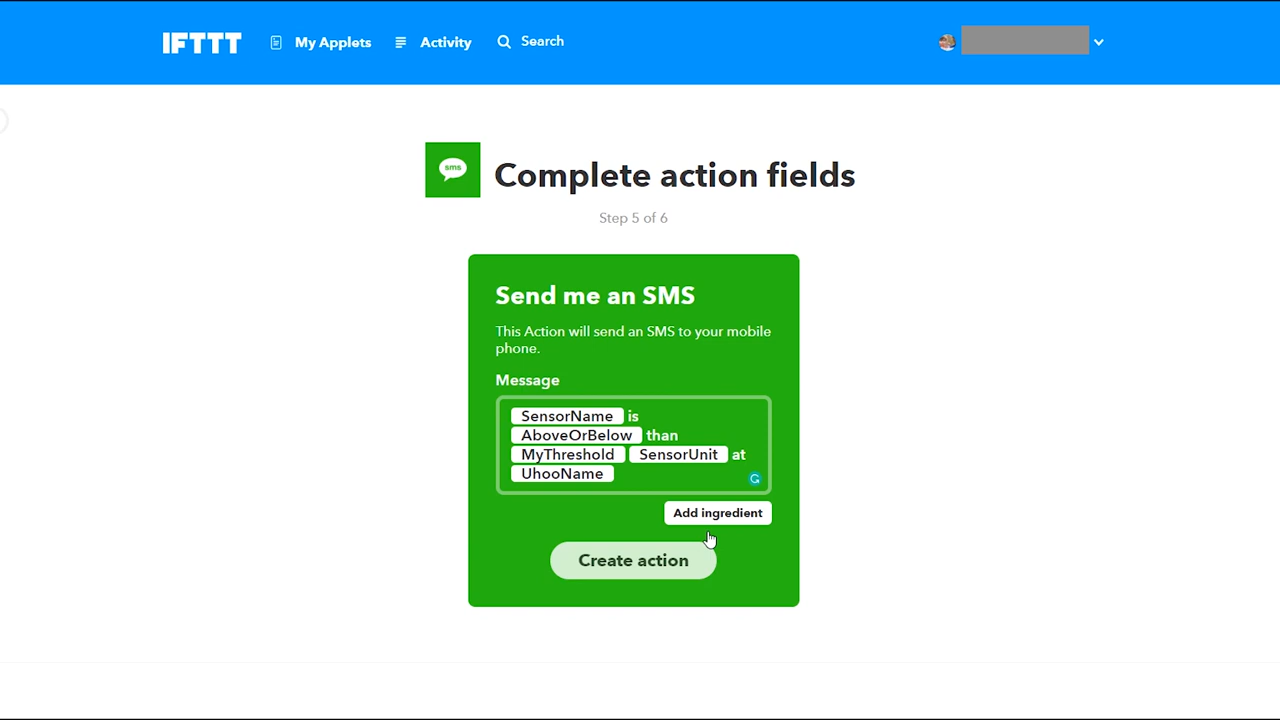 IFTTT My Applets Activity Search
sms
Complete action fields
Step 5 of 6
Send me an SMS
This Action will send an SMS to your mobile
phone.
Message
SensorName is
AboveOrBelow than
MyThreshold SensorUnit at
UhooName
Add ingredient
Create action